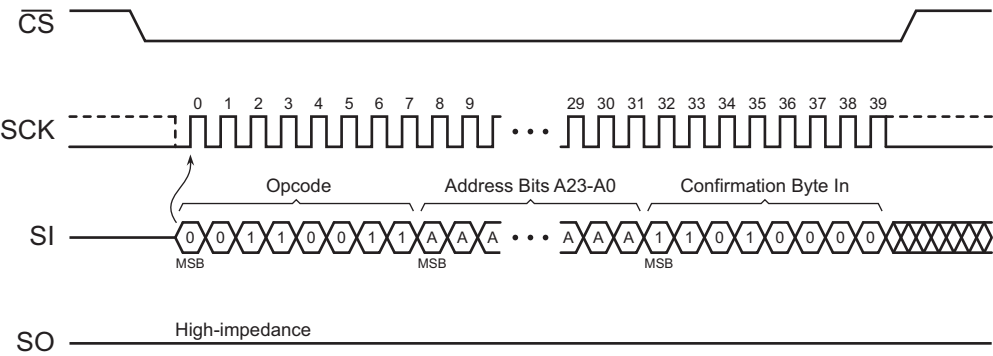 CS
0 1 2 3 4 5 6 7 8 9 29 30 31 32 33 34 35 36 37 38 39
SCK
Opcode Address Bits A23-A0 Confirmation Byte In
SI 0 0 1 1 0 0 1 1 A A A A A A 1 1 0 1 0 0 0 0
MSB MSB MSB
High-impedance
SO